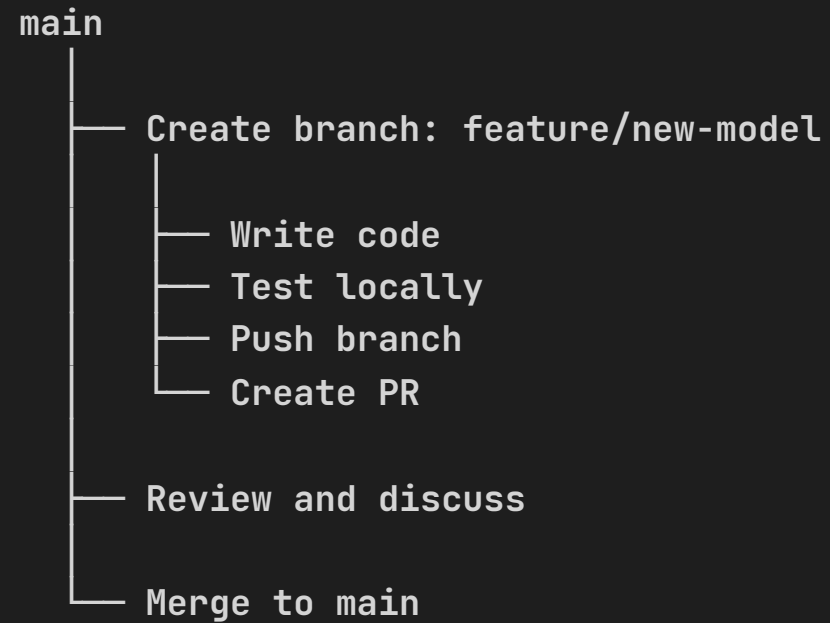 main
Create branch: feature/new-model
Write code
Test locally
Push branch
Create PR
Review and discuss
Merge to main